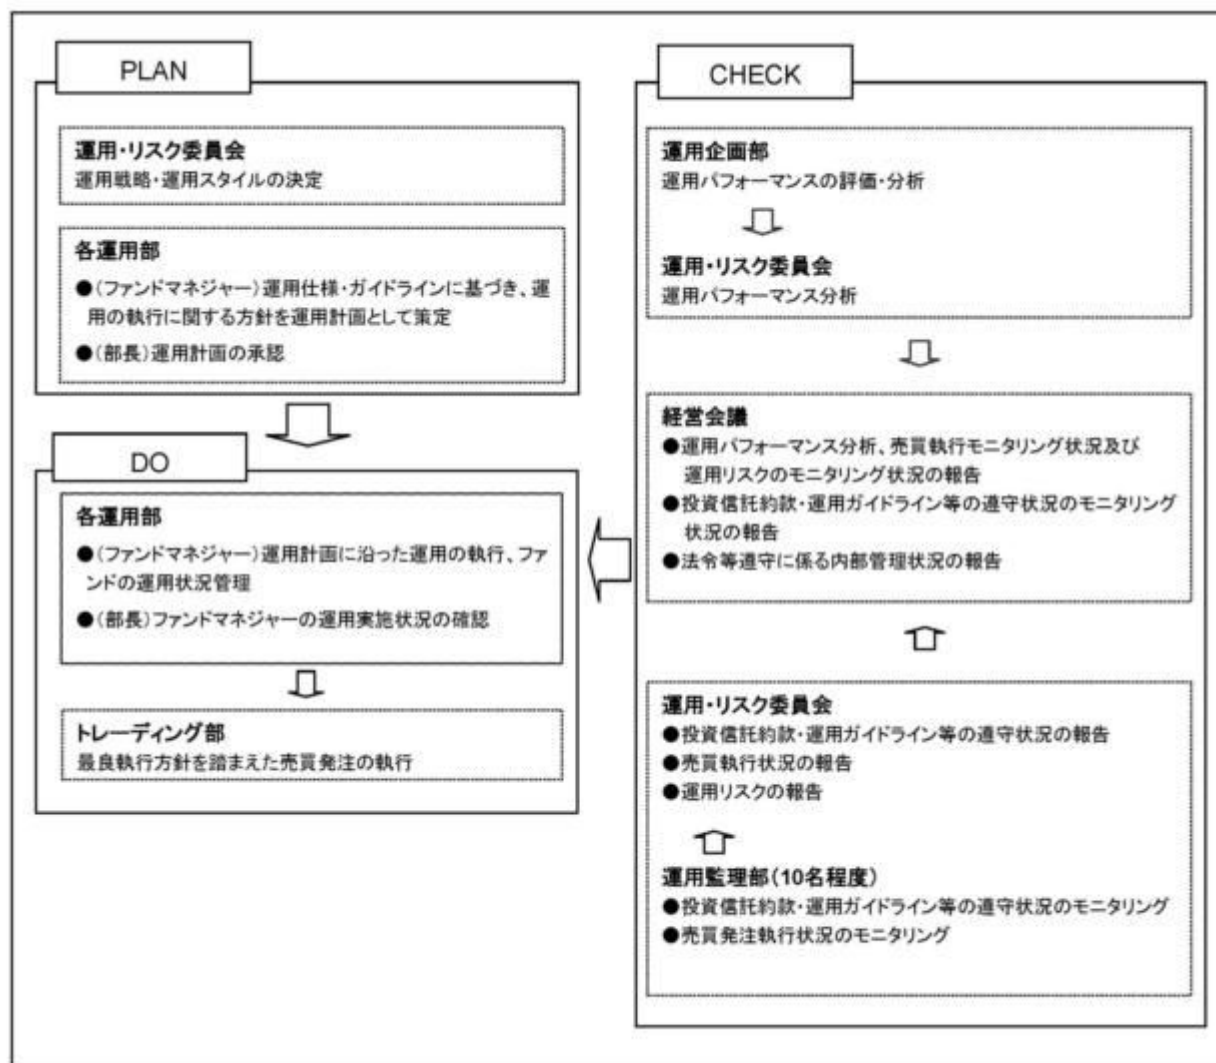 PLAN
運用・リスク委員会
運用戦略・運用スタイルの決定
各運用部
●(ファンドマネジャー)運用仕様・ガイドラインに基づき、運
用の執行に関する方針を運用計画として策定
●(部長)運用計画の承認
DO
各運用部
●(ファンドマネジャー)運用計画に沿った運用の執行、ファ
ンドの運用状況管理
●(部長)ファンドマネジャーの運用実施状況の確認
トレーディング部
最良執行方針を踏まえた売買発注の執行
CHECK
運用企画部
運用パフォーマンスの評価・分析
運用・リスク委員会
運用パフォーマンス分析
経営会議
●運用パフォーマンス分析、売買執行モニタリング状況及び
運用リスクのモニタリング状況の報告
●投資信託約款・運用ガイドライン等の遵守状況のモニタリング
状況の報告
●法令等遵守に係る内部管理状況の報告
運用・リスク委員会
●投資信託約款・運用ガイドライン等の遵守状況の報告
●売買執行状況の報告
●運用リスクの報告
運用監理部(10名程度)
●投資信託約款・運用ガイドライン等の遵守状況のモニタリング
●売買発注執行状況のモニタリング